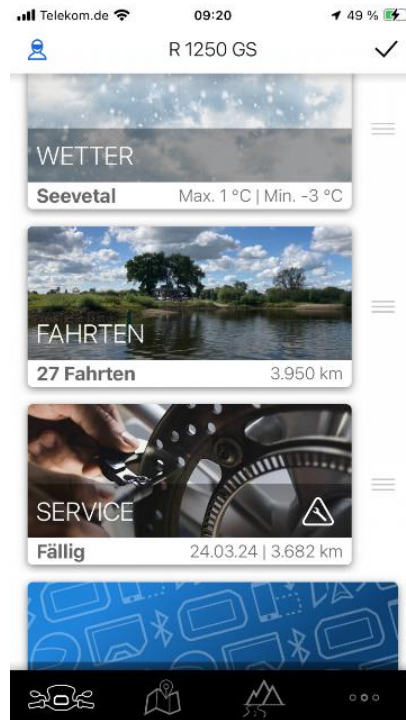 Telekom.de 09:20 49 %
R 1250 GS
WETTER
Seevetal Max. 1 °C | Min. -3 °C
FAHRTEN
27 Fahrten 3.950 km
SERVICE
Fällig 24.03.24 | 3.682 km